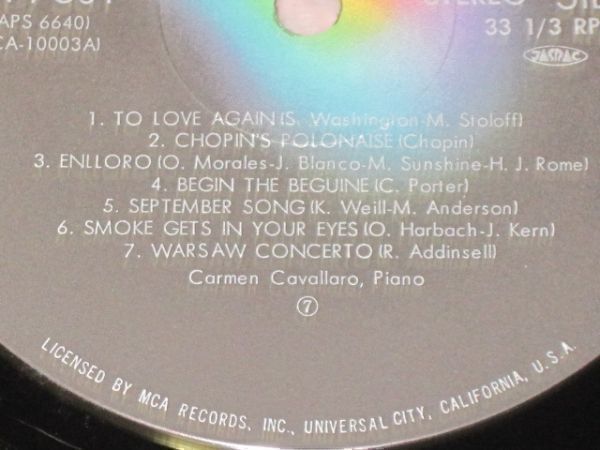 APS 6640)
CA-10003A)
STEREO
33 1/3 RP
JASRAC
1. TO LOVE AGAIN(S. Washington-M. Stoloff)
2. CHOPIN'S POLONAISE(Chopin)
3. ENLLORO(O. Morales-J. Blanco-M. Sunshine-H. J. Rome)
4. BEGIN THE BEGUINE(C. Porter)
5. SEPTEMBER SONG(K. Weill-M. Anderson)
6. SMOKE GETS IN YOUR EYES(O. Harbach-J. Kern)
7. WARSAW CONCERTO(R. Addinsell)
Carmen Cavallaro, Piano
⑦
LICENSED BY MCA RECORDS, INC., UNIVERSAL CITY, CALIFORNIA, U.S.A.